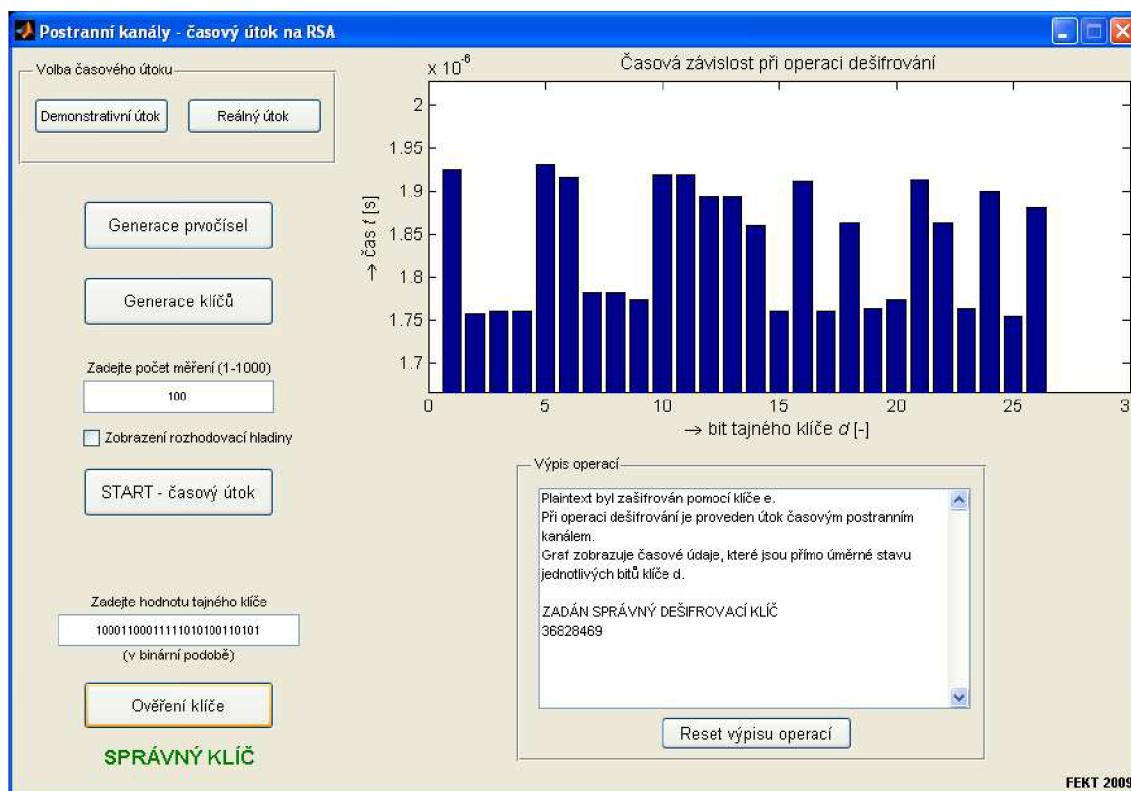 Postranní kanály - časový útok na RSA
Volba časového útoku
Demonstrativní útok
Reálný útok
Generace prvočísel
Generace klíčů
Zadejte počet měření (1-1000)
100
Zobrazení rozhodovací hladiny
START - časový útok
Zadejte hodnotu tajného klíče
10001100011111010100110101
(v binární podobě)
Ověření klíče
SPRÁVNÝ KLÍČ
x 10⁻⁶
Časová závislost při operaci dešifrování
2
1.95
1.9
1.85
1.8
1.75
1.7
→ čas t [s]
0 5 10 15 20 25 3
→ bit tajného klíče d [-]
Výpis operací
Plaintext byl zašifrován pomocí klíče e.
Při operaci dešifrování je proveden útok časovým postranním
kanálem.
Graf zobrazuje časové údaje, které jsou přímo úměrné stavu
jednotlivých bitů klíče d.
ZADÁN SPRÁVNÝ DEŠIFROVACÍ KLÍČ
36828469
Reset výpisu operací
FEKT 2009